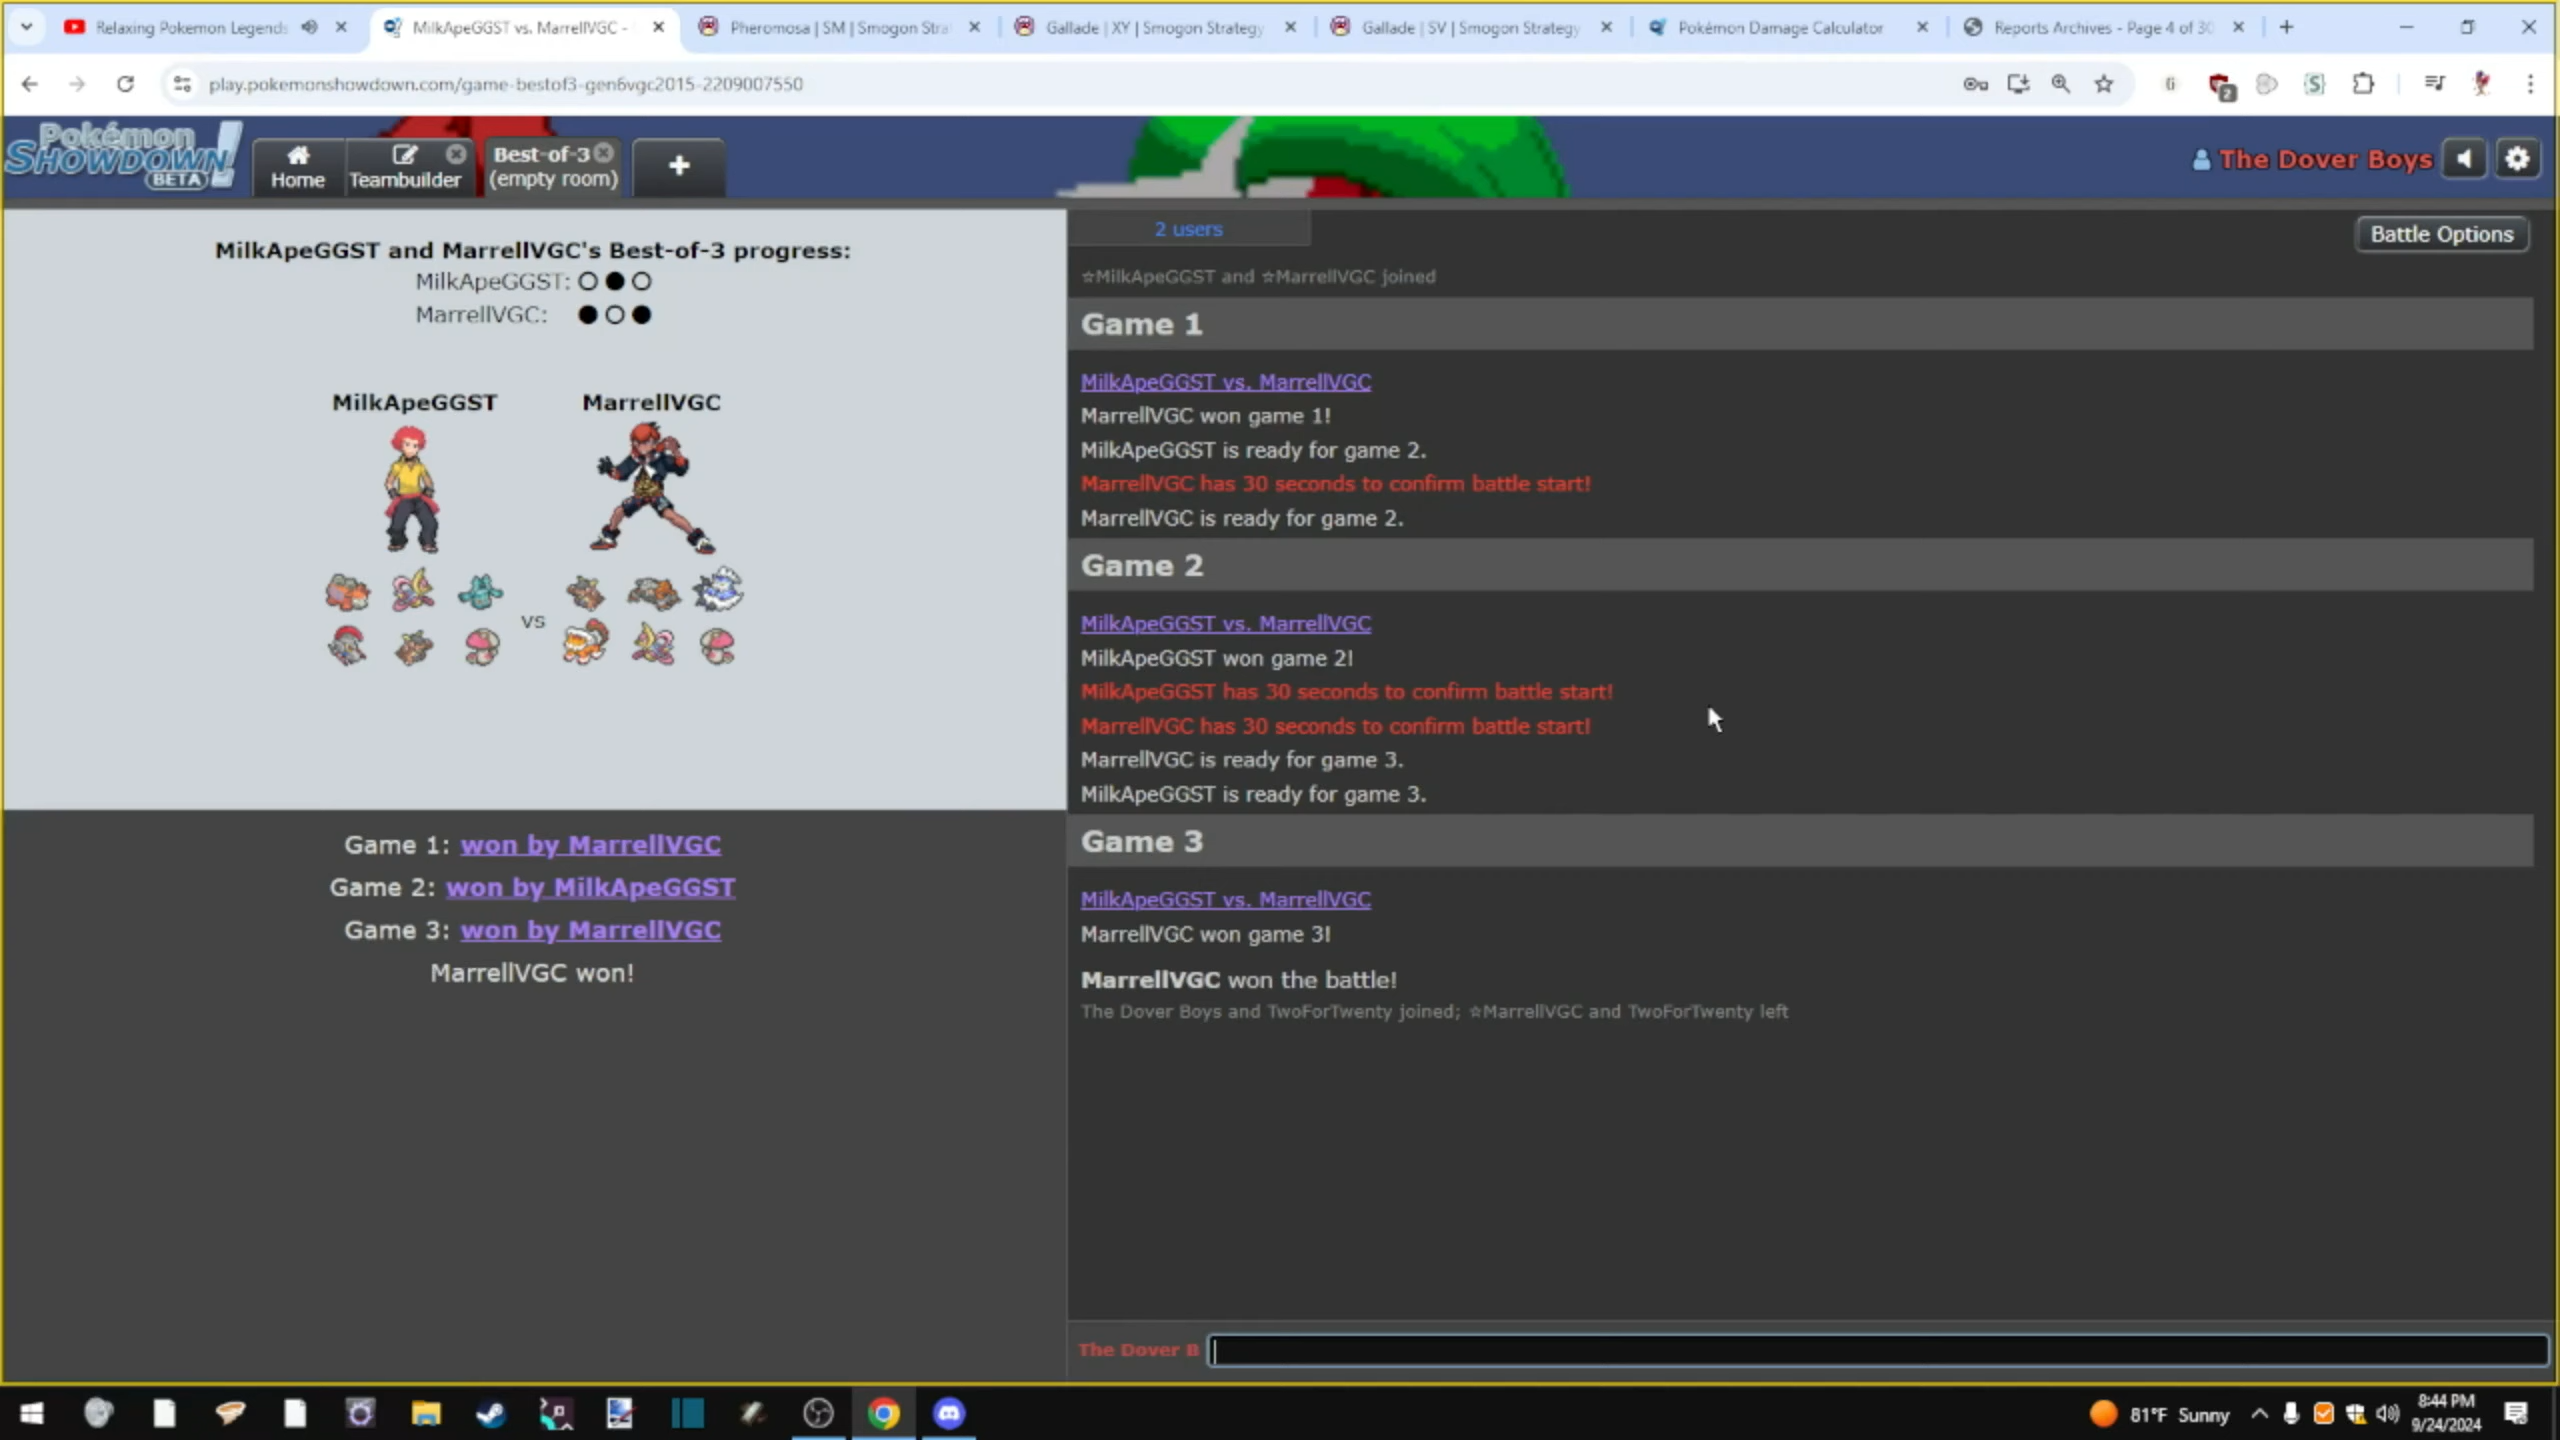 Relaxing Pokemon Legends
MilkApeGGST vs. MarrellVGC -
Pheromosa | SM | Smogon Stra
Gallade | XY | Smogon Strategy
Gallade | SV | Smogon Strategy
Pokémon Damage Calculator
Reports Archives - Page 4 of 30
play.pokemonshowdown.com/game-bestof3-gen6vgc2015-2209007550
2
Pokémon
SHOWDOWN!
BETA
Home
Teambuilder
Best-of-3
(empty room)
The Dover Boys
MilkApeGGST and MarrellVGC's Best-of-3 progress:
MilkApeGGST:
MarrellVGC:
MilkApeGGST
MarrellVGC
vs
Game 1: won by MarrellVGC
Game 2: won by MilkApeGGST
Game 3: won by MarrellVGC
MarrellVGC won!
2 users
Battle Options
☆MilkApeGGST and ☆MarrellVGC joined
Game 1
MilkApeGGST vs. MarrellVGC
MarrellVGC won game 1!
MilkApeGGST is ready for game 2.
MarrellVGC has 30 seconds to confirm battle start!
MarrellVGC is ready for game 2.
Game 2
MilkApeGGST vs. MarrellVGC
MilkApeGGST won game 2!
MilkApeGGST has 30 seconds to confirm battle start!
MarrellVGC has 30 seconds to confirm battle start!
MarrellVGC is ready for game 3.
MilkApeGGST is ready for game 3.
Game 3
MilkApeGGST vs. MarrellVGC
MarrellVGC won game 3!
MarrellVGC won the battle!
The Dover Boys and TwoForTwenty joined; ☆MarrellVGC and TwoForTwenty left
The Dover B
81°F Sunny
8:44 PM
9/24/2024